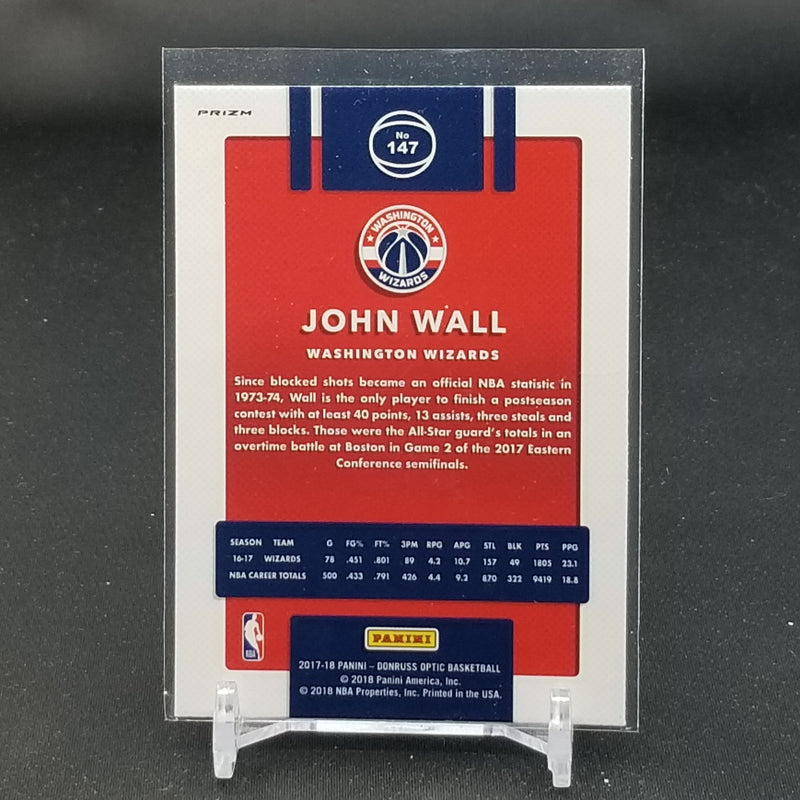 PRIZM
No
147
WASHINGTON
WIZARDS
JOHN WALL
WASHINGTON WIZARDS
Since blocked shots became an official NBA statistic in
1973-74, Wall is the only player to finish a postseason
contest with at least 40 points, 13 assists, three steals and
three blocks. Those were the All-Star guard's totals in an
overtime battle at Boston in Game 2 of the 2017 Eastern
Conference semifinals.
SEASON TEAM G FG% FT% 3PM RPG APG STL BLK PTS PPG
16-17 WIZARDS 78 .451 .801 89 4.2 10.7 157 49 1805 23.1
NBA CAREER TOTALS 500 .433 .791 426 4.4 9.2 870 322 9419 18.8
NBA
PANINI
2017-18 PANINI – DONRUSS OPTIC BASKETBALL
© 2018 Panini America, Inc.
© 2018 NBA Properties, Inc. Printed in the USA.